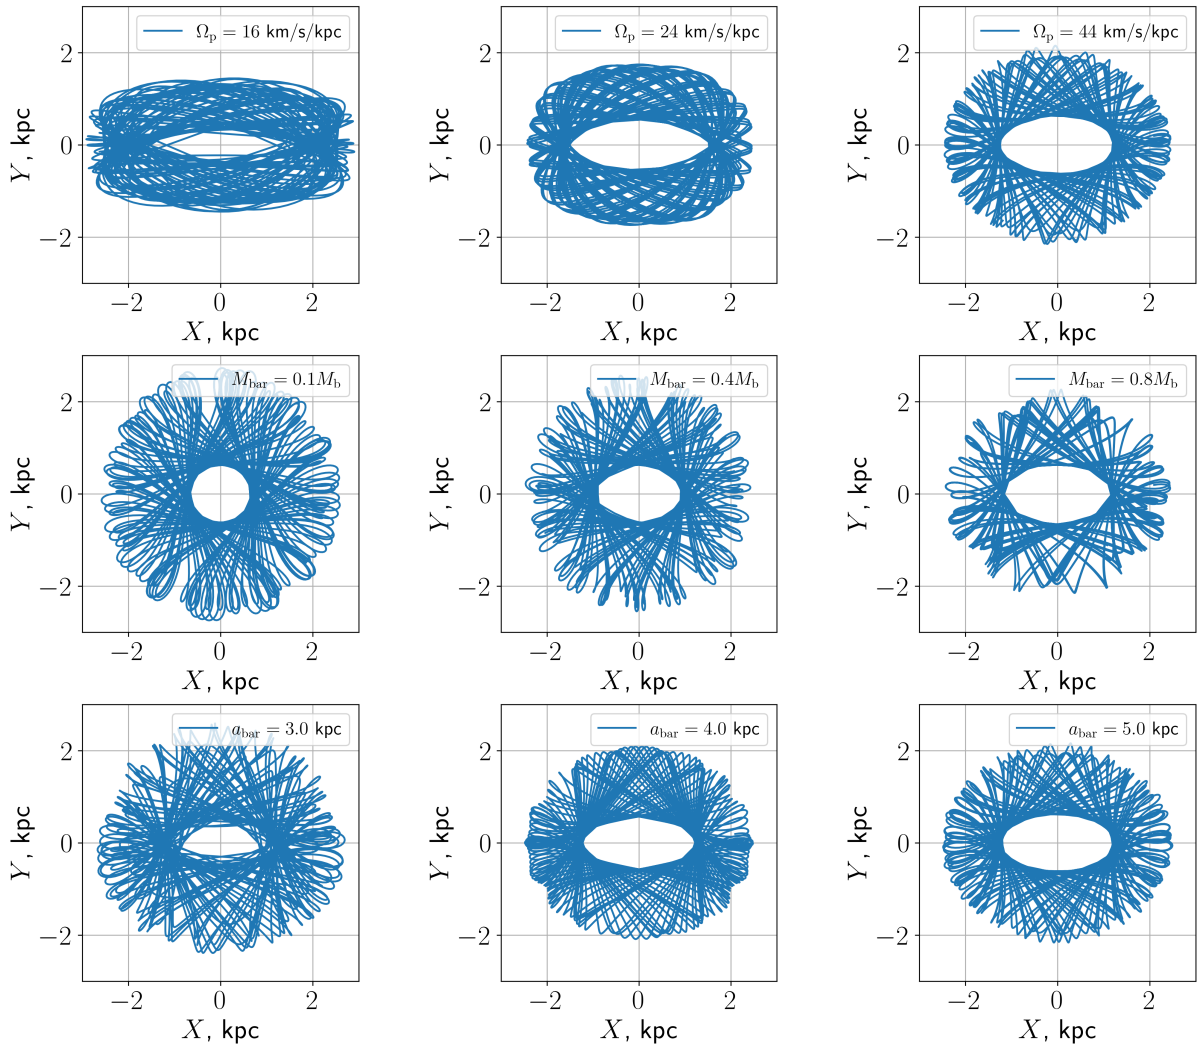 Ωp = 16 km/s/kpc
2
0
−2
Y, kpc
−2 0 2
X, kpc
Ωp = 24 km/s/kpc
2
0
−2
Y, kpc
−2 0 2
X, kpc
Ωp = 44 km/s/kpc
2
0
−2
Y, kpc
−2 0 2
X, kpc
Mbar = 0.1Mb
2
0
−2
Y, kpc
−2 0 2
X, kpc
Mbar = 0.4Mb
2
0
−2
Y, kpc
−2 0 2
X, kpc
Mbar = 0.8Mb
2
0
−2
Y, kpc
−2 0 2
X, kpc
abar = 3.0 kpc
2
0
−2
Y, kpc
−2 0 2
X, kpc
abar = 4.0 kpc
2
0
−2
Y, kpc
−2 0 2
X, kpc
abar = 5.0 kpc
2
0
−2
Y, kpc
−2 0 2
X, kpc